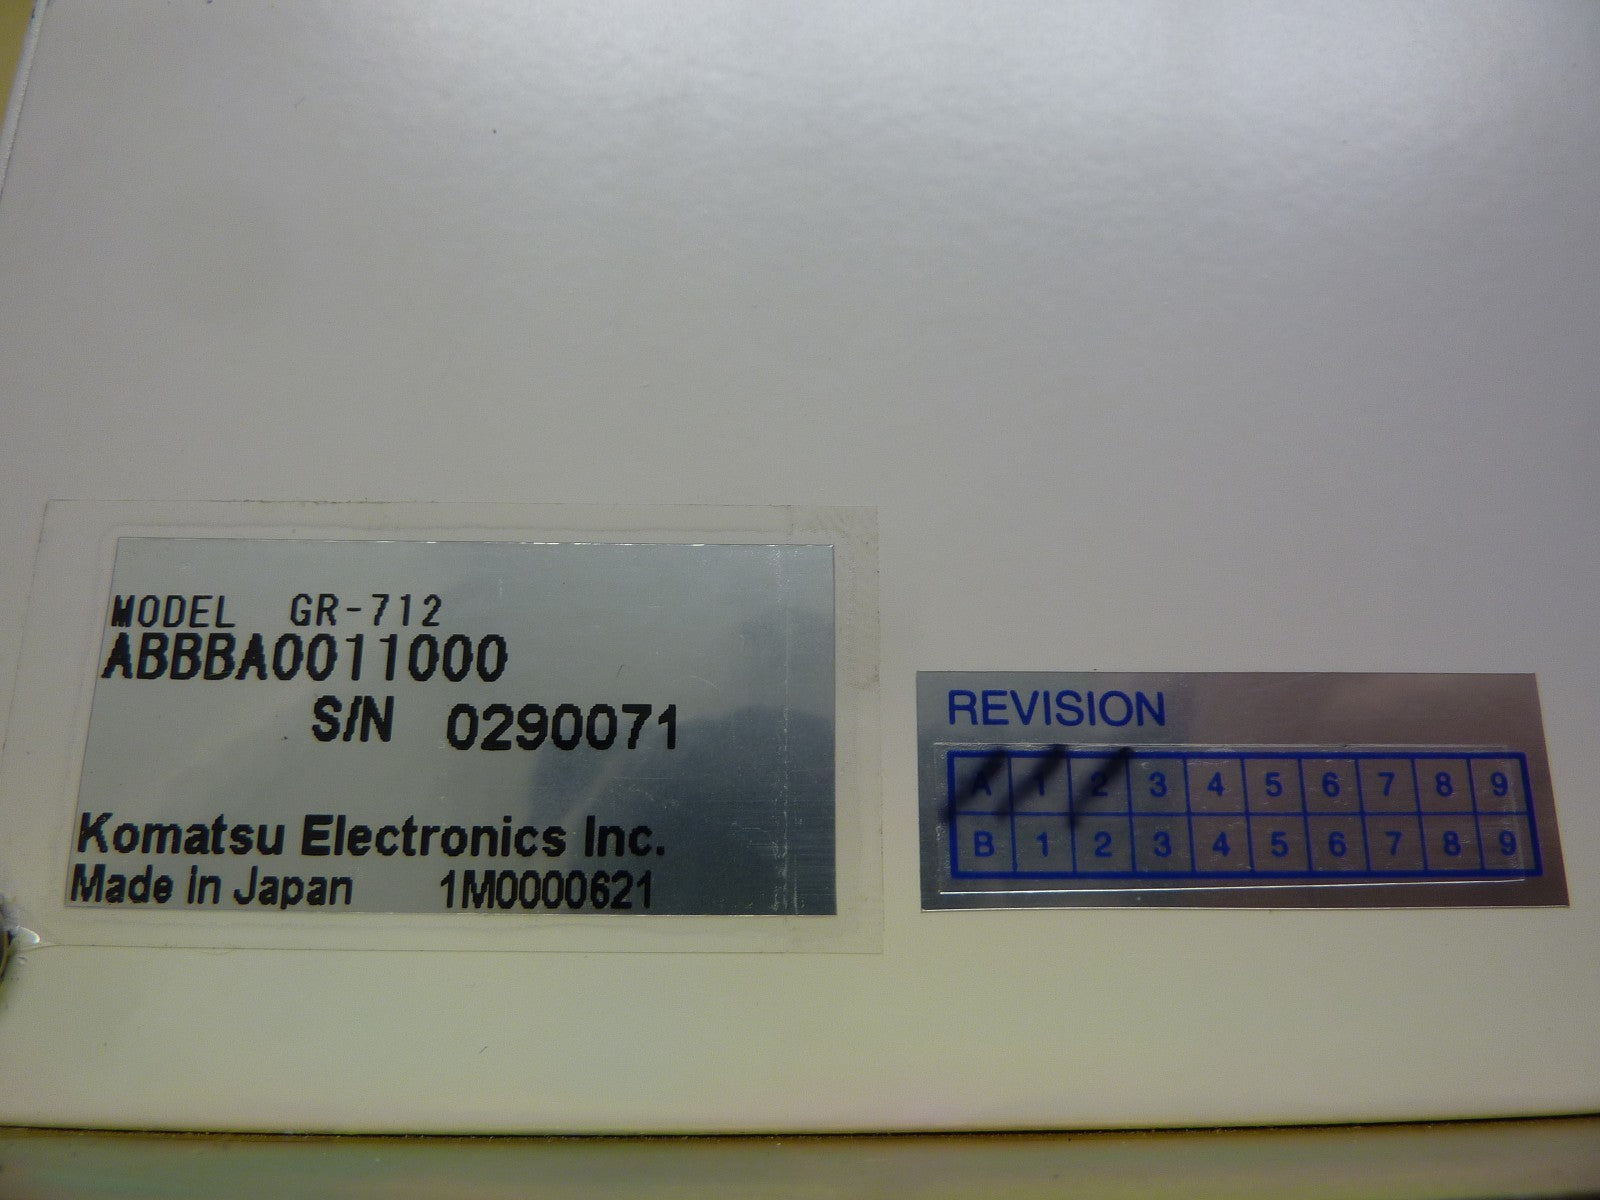 MODEL GR-712
ABBBA0011000
S/N 0290071
Komatsu Electronics Inc.
Made in Japan 1M0000621
REVISION
A 1 2 3 4 5 6 7 8 9
B 1 2 3 4 5 6 7 8 9